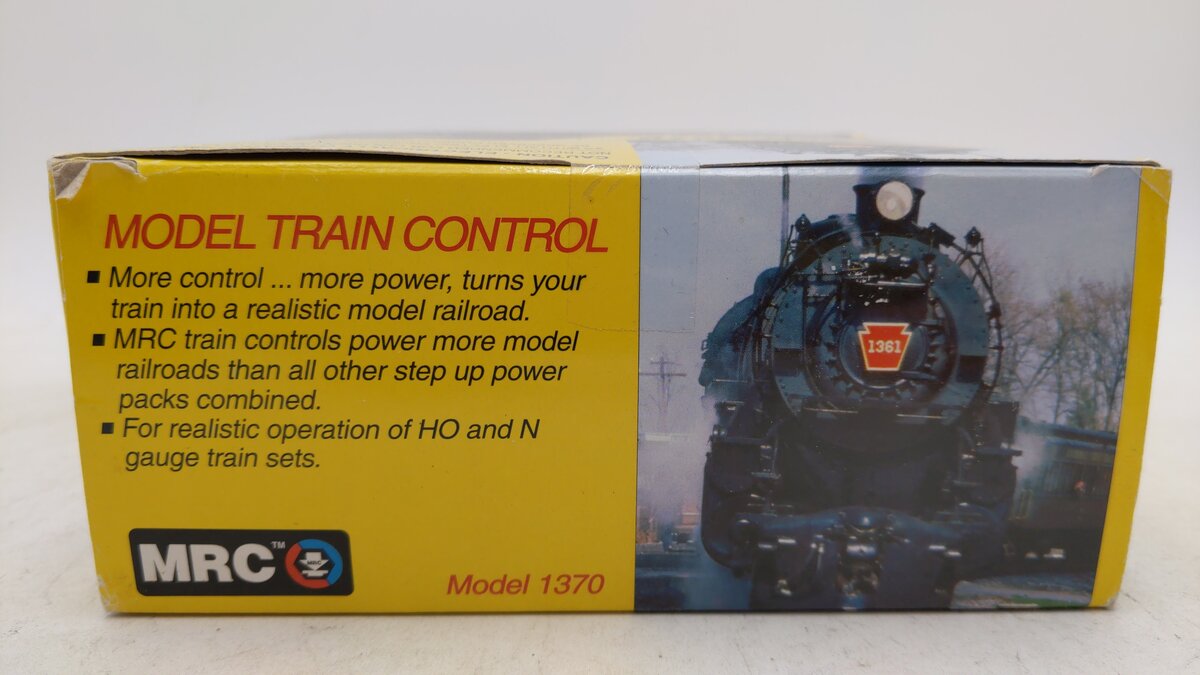 MODEL TRAIN CONTROL
▪ More control ... more power, turns your
train into a realistic model railroad.
▪ MRC train controls power more model
railroads than all other step up power
packs combined.
▪ For realistic operation of HO and N
gauge train sets.
MRC™
MRC
Model 1370
1361